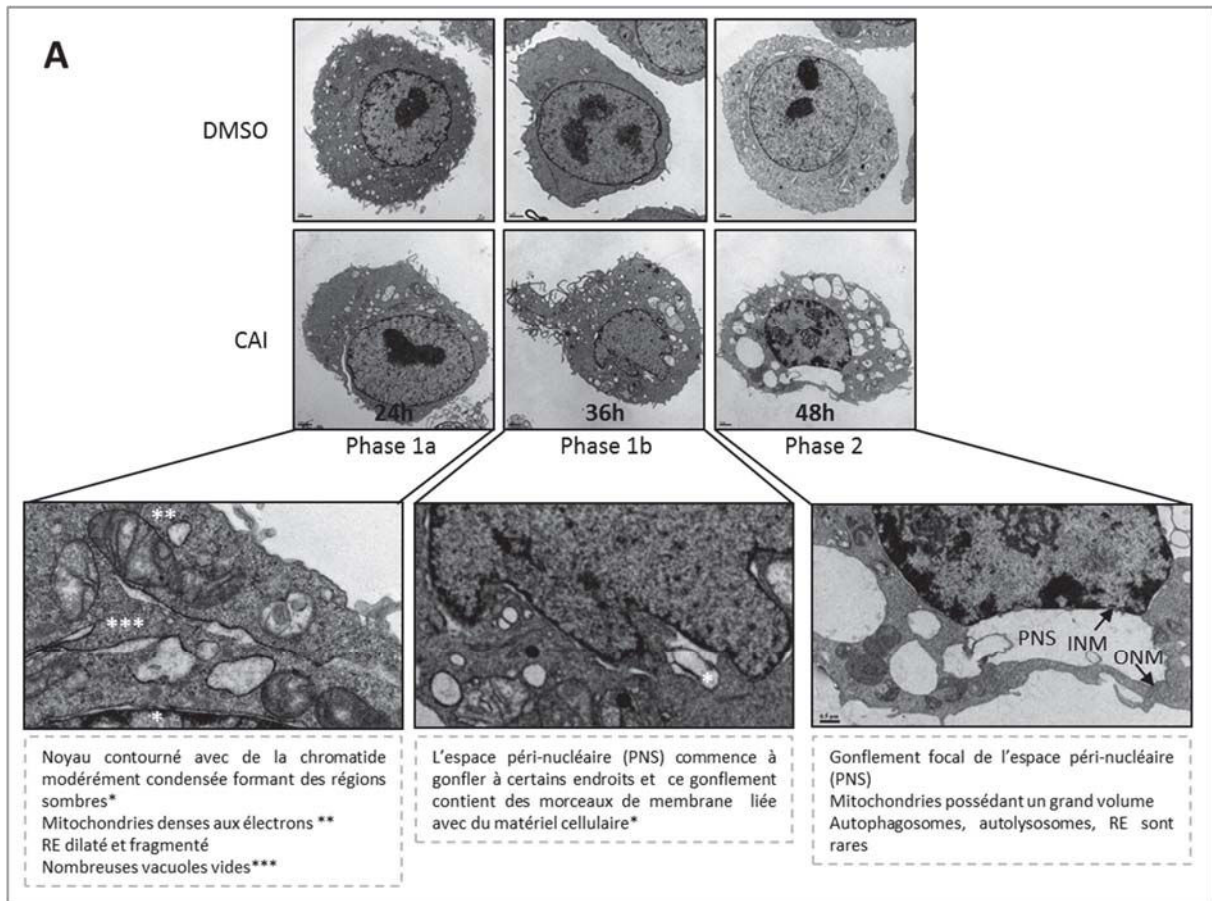 A
DMSO
CAI
24h
36h
48h
Phase 1a
Phase 1b
Phase 2
**
***
*
*
PNS
INM
ONM
0.5 µm
Noyau contourné avec de la chromatide
modérément condensée formant des régions
sombres*
Mitochondries denses aux électrons **
RE dilaté et fragmenté
Nombreuses vacuoles vides***
L'espace péri-nucléaire (PNS) commence à
gonfler à certains endroits et ce gonflement
contient des morceaux de membrane liée
avec du matériel cellulaire*
Gonflement focal de l'espace péri-nucléaire
(PNS)
Mitochondries possédant un grand volume
Autophagosomes, autolysosomes, RE sont
rares